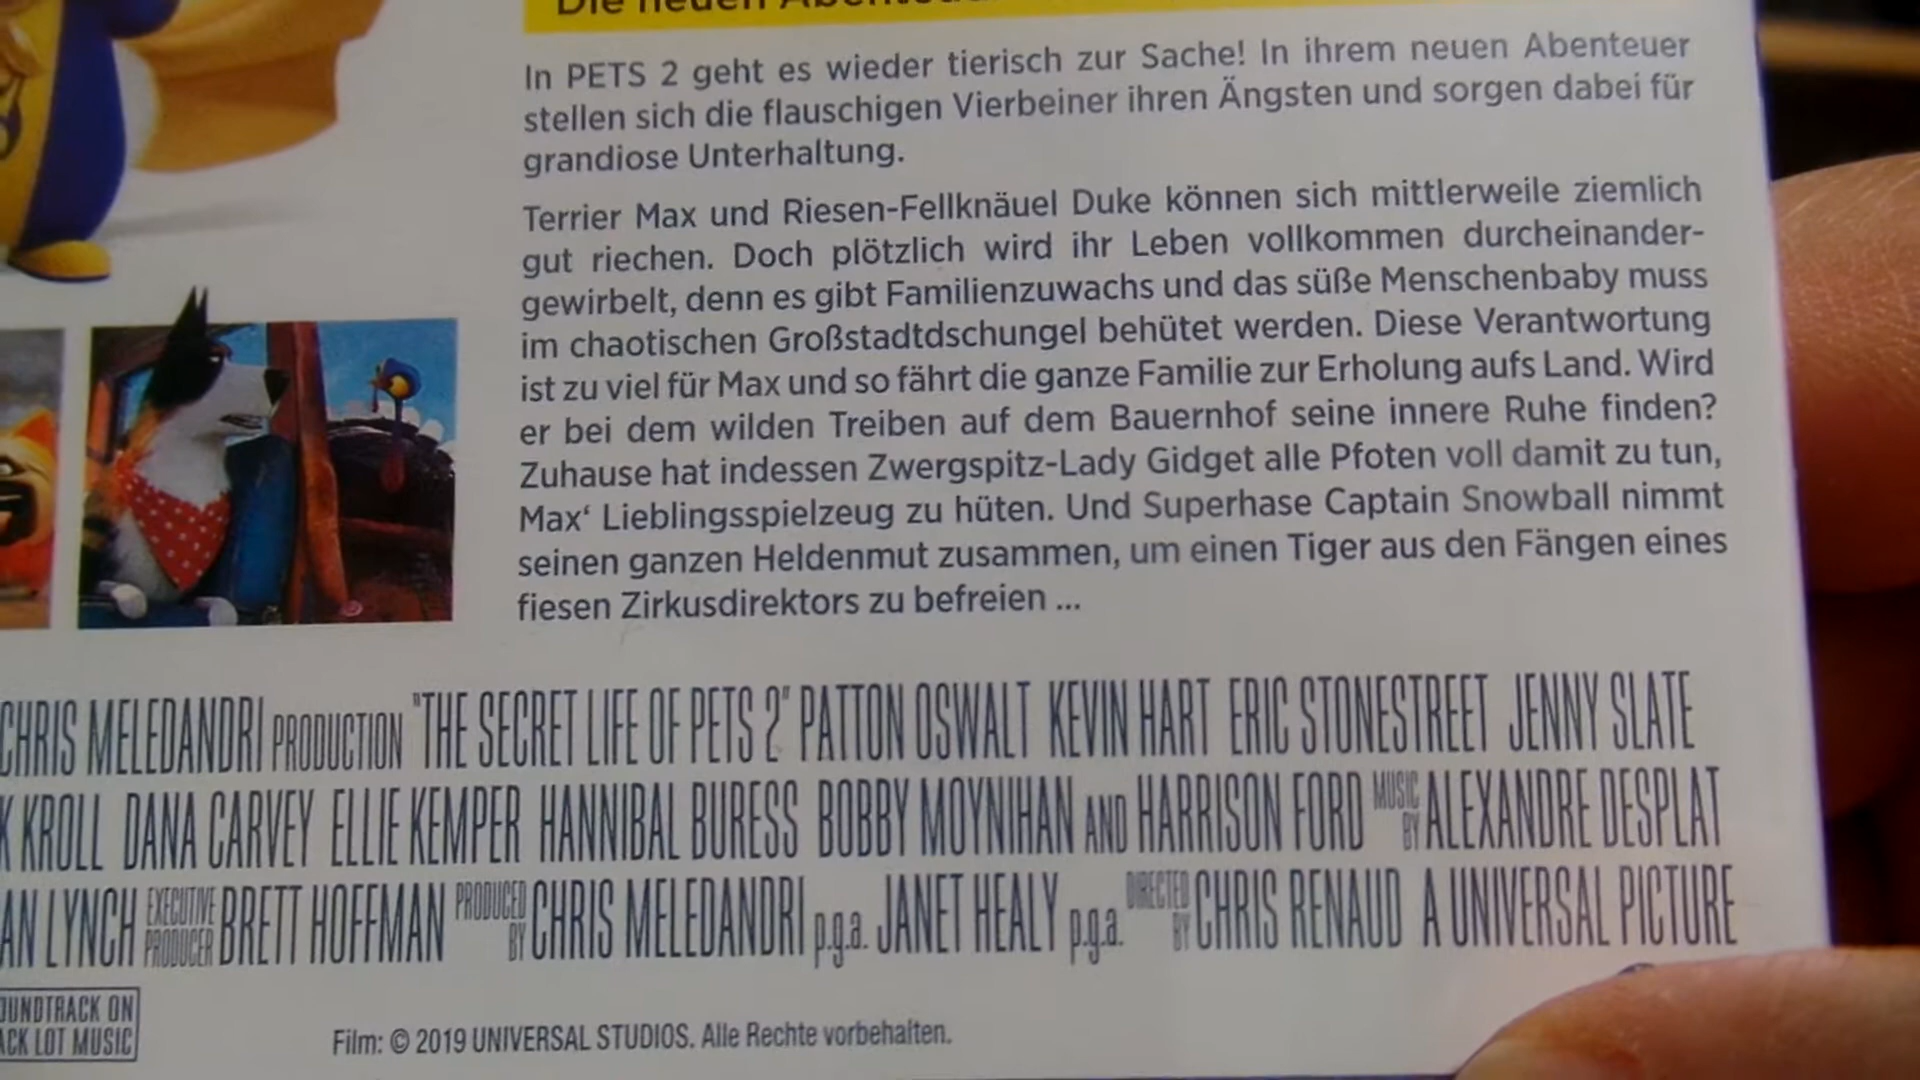 Die neuen
In PETS 2 geht es wieder tierisch zur Sache! In ihrem neuen Abenteuer
stellen sich die flauschigen Vierbeiner ihren Ängsten und sorgen dabei für
grandiose Unterhaltung.
Terrier Max und Riesen-Fellknäuel Duke können sich mittlerweile ziemlich
gut riechen. Doch plötzlich wird ihr Leben vollkommen durcheinander-
gewirbelt, denn es gibt Familienzuwachs und das süße Menschenbaby muss
im chaotischen Großstadtdschungel behütet werden. Diese Verantwortung
ist zu viel für Max und so fährt die ganze Familie zur Erholung aufs Land. Wird
er bei dem wilden Treiben auf dem Bauernhof seine innere Ruhe finden?
Zuhause hat indessen Zwergspitz-Lady Gidget alle Pfoten voll damit zu tun,
Max‘ Lieblingsspielzeug zu hüten. Und Superhase Captain Snowball nimmt
seinen ganzen Heldenmut zusammen, um einen Tiger aus den Fängen eines
fiesen Zirkusdirektors zu befreien ...
CHRIS MELEDANDRI PRODUCTION "THE SECRET LIFE OF PETS 2" PATTON OSWALT KEVIN HART ERIC STONESTREET JENNY SLATE
K KROLL DANA CARVEY ELLIE KEMPER HANNIBAL BURESS BOBBY MOYNIHAN AND HARRISON FORD MUSIC BY ALEXANDRE DESPLAT
AN LYNCH EXECUTIVE PRODUCER BRETT HOFFMAN PRODUCED BY CHRIS MELEDANDRI p.g.a. JANET HEALY p.g.a. DIRECTED BY CHRIS RENAUD A UNIVERSAL PICTURE
OUNDTRACK ON
ACK LOT MUSIC
Film: © 2019 UNIVERSAL STUDIOS. Alle Rechte vorbehalten.